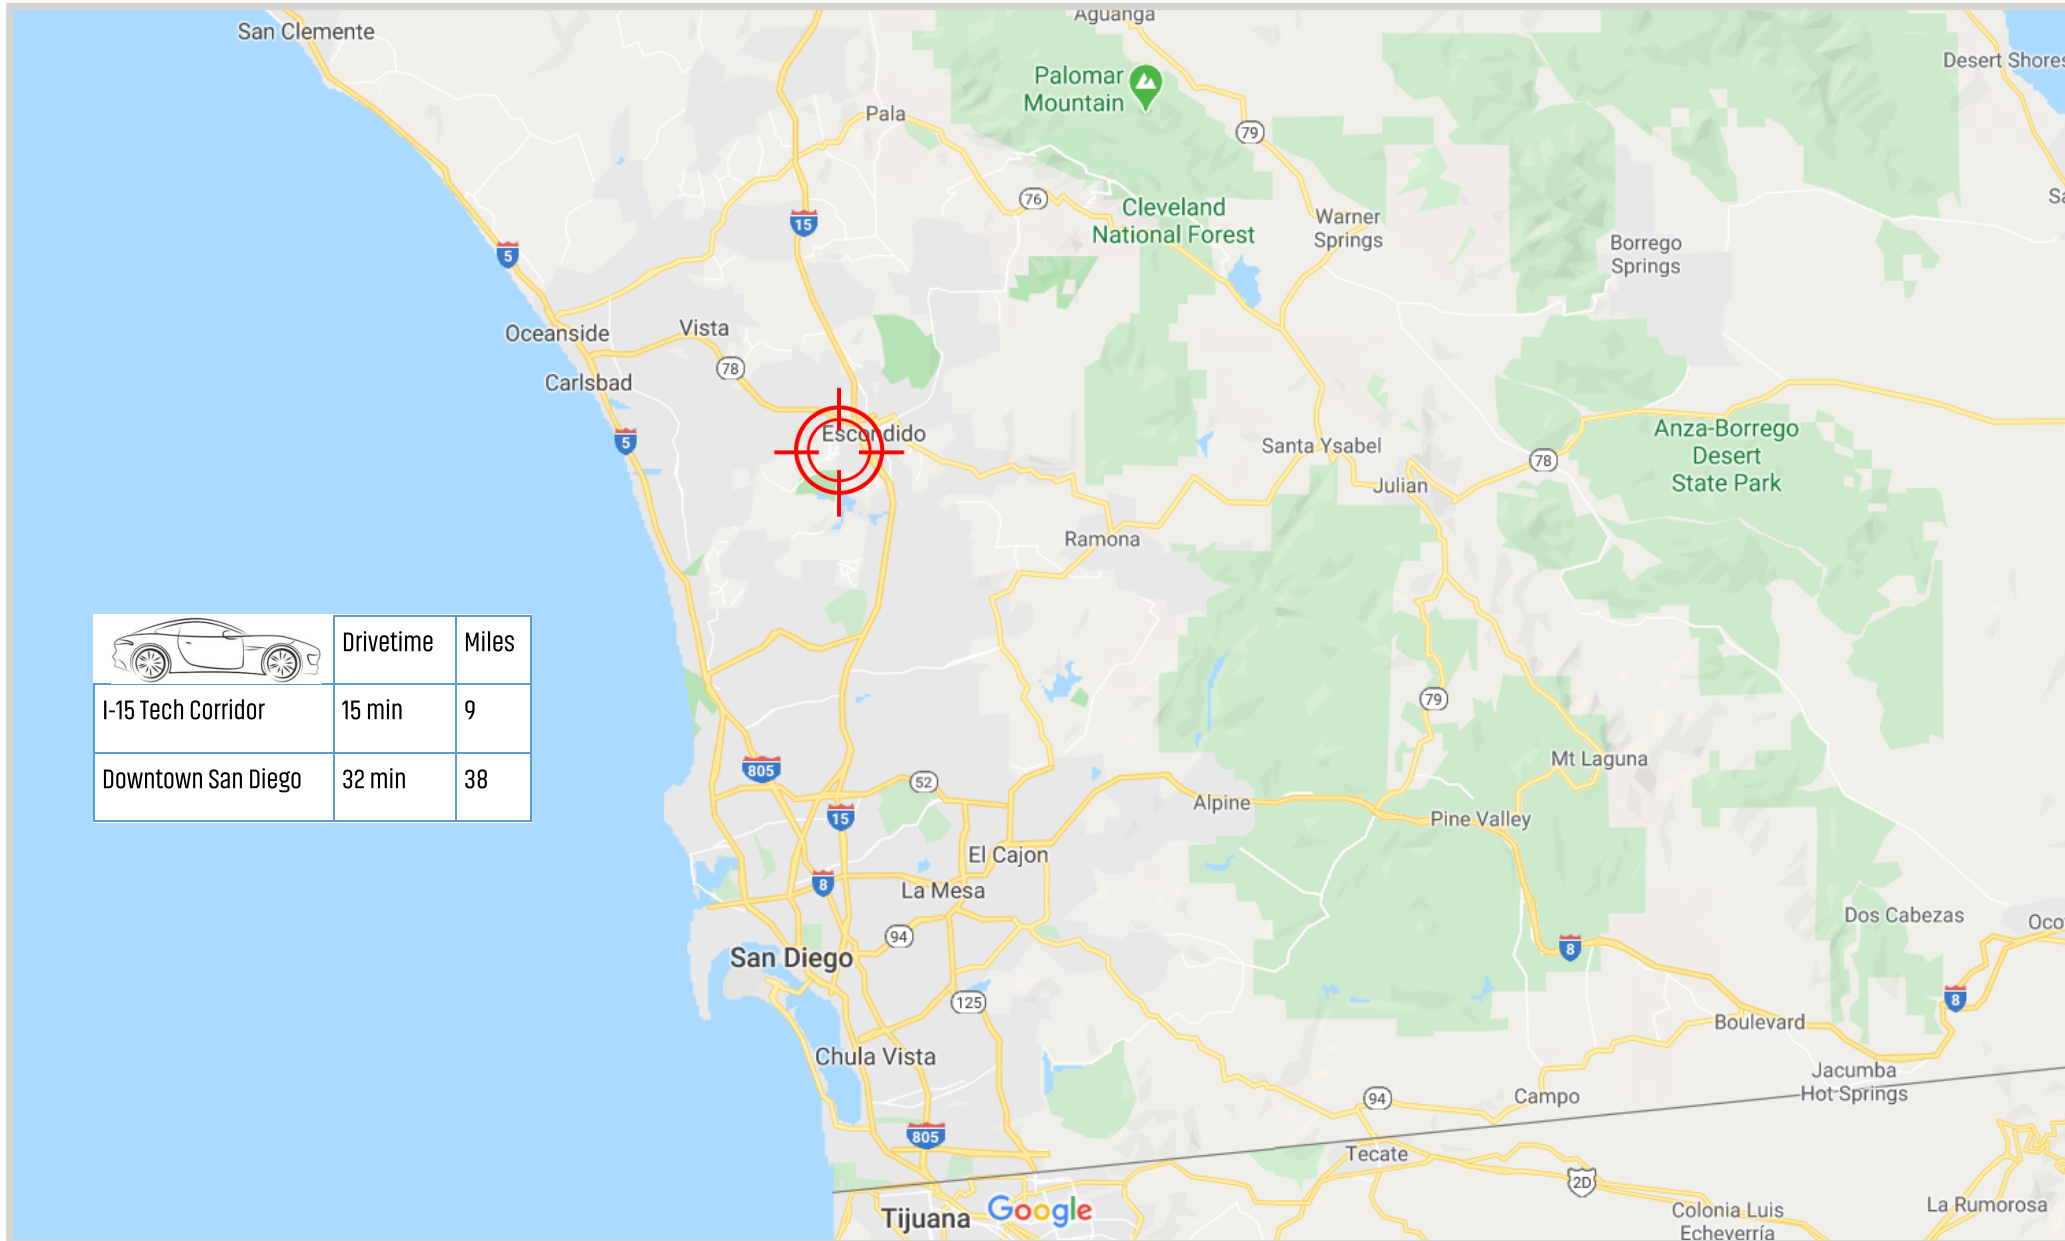 San Clemente
Aguanga
Desert Shores
Palomar
Mountain
Pala
79
76
Cleveland
National Forest
Warner
Springs
15
5
Borrego
Springs
Oceanside
Vista
78
Carlsbad
5
Escondido
Santa Ysabel
Anza-Borrego
Desert
State Park
78
Julian
Ramona
Drivetime Miles
I-15 Tech Corridor 15 min 9
Downtown San Diego 32 min 38
79
805
52
15
Mt Laguna
Alpine
Pine Valley
El Cajon
8
La Mesa
94
Dos Cabezas
8
San Diego
125
8
Boulevard
Chula Vista
Jacumba
Hot Springs
94
Campo
805
Tecate
2D
Tijuana
Google
Colonia Luis
Echeverría
La Rumorosa